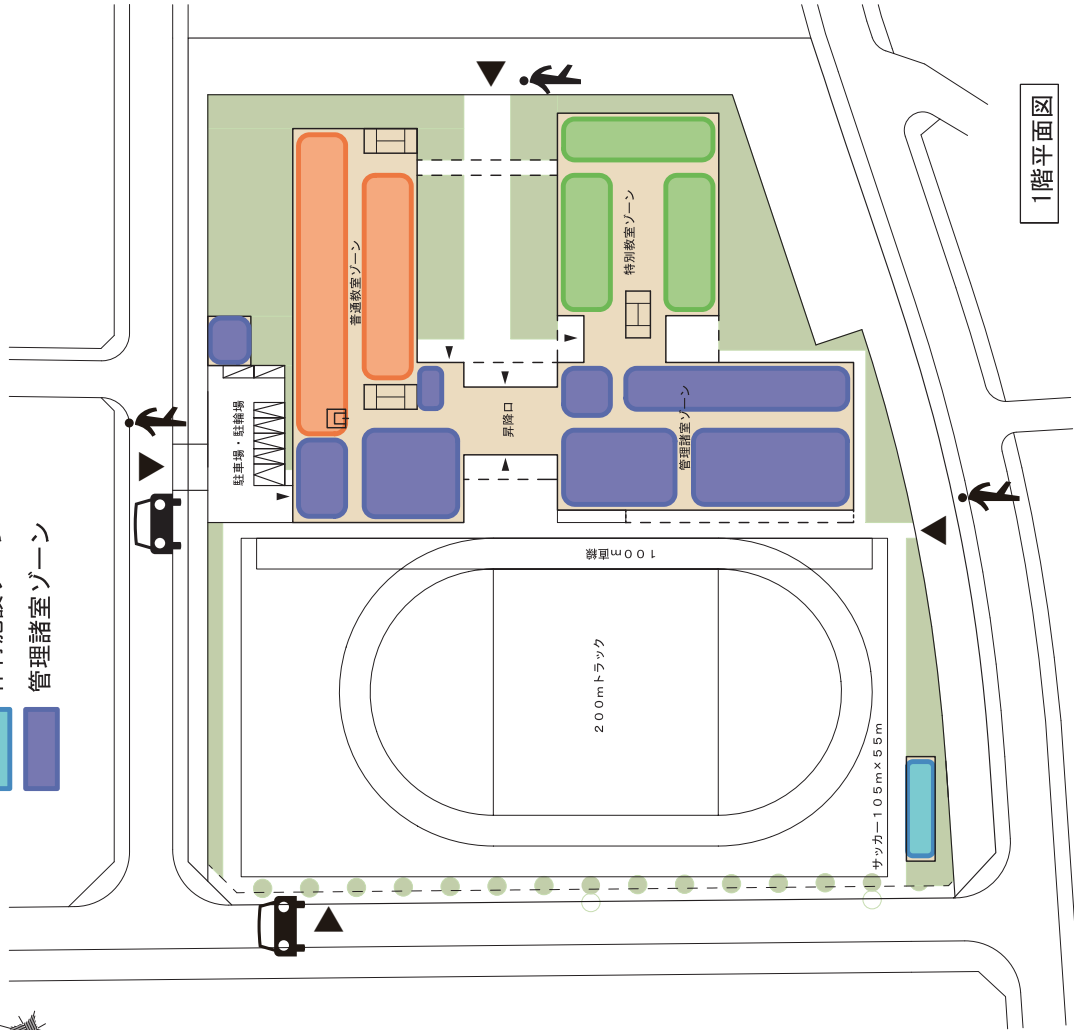 管理諸室ゾーン
1階平面図
駐車場・駐輪場
普通教室ゾーン
特別教室ゾーン
昇降口
管理諸室ゾーン
100m直線
200mトラック
サッカー105m×55m